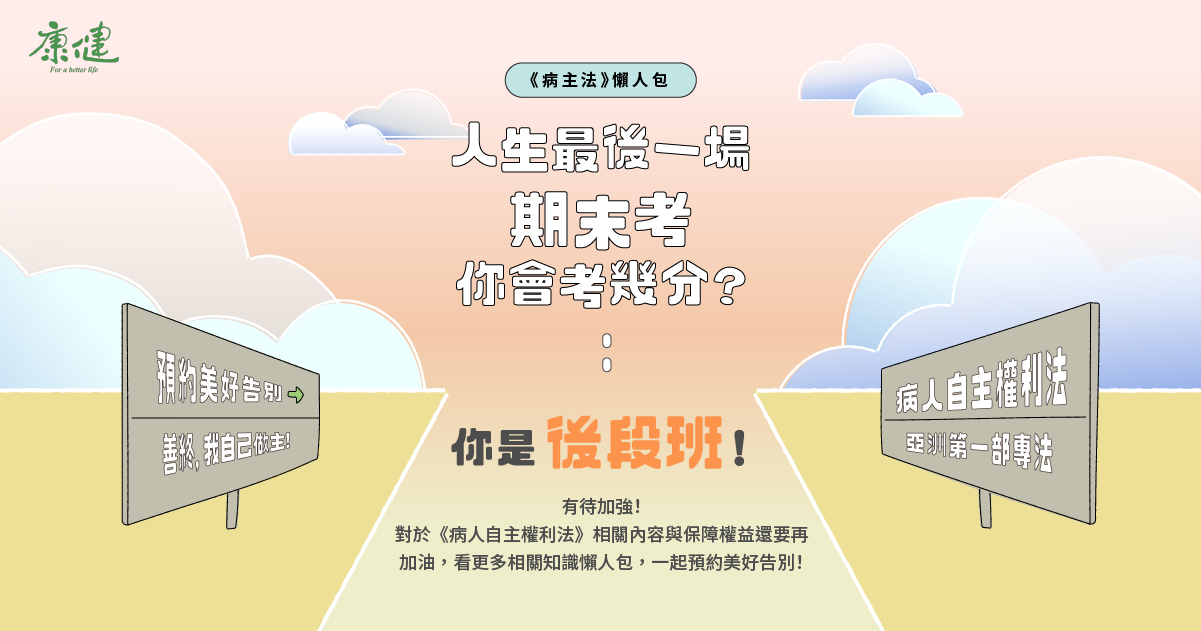 康健
For a better life
《病主法》懶人包
人生最後一場
期末考
你會考幾分？
預約美好告別→
善終，我自己做主！
病人自主權利法
亞洲第一部專法
你是後段班！
有待加強！
對於《病人自主權利法》相關內容與保障權益還要再
加油，看更多相關知識懶人包，一起預約美好告別！